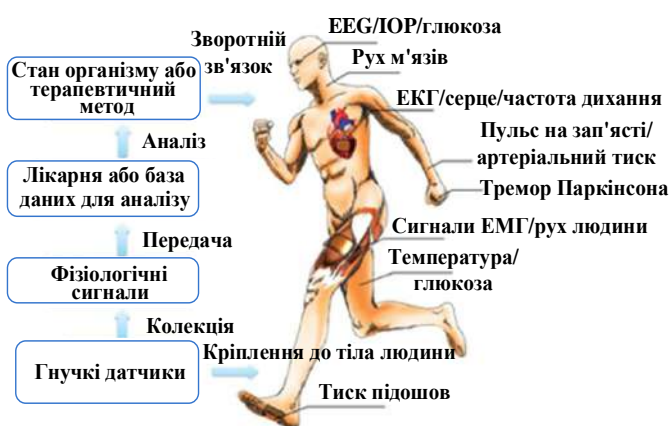 EEG/IOP/глюкоза
Зворотній
зв'язок
Рух м'язів
Стан організму або
терапевтичний
метод
ЕКГ/серце/частота дихання
Аналіз
Пульс на зап'ясті/
артеріальний тиск
Лікарня або база
даних для аналізу
Тремор Паркінсона
Сигнали ЕМГ/рух людини
Передача
Температура/
глюкоза
Фізіологічні
сигнали
Колекція
Кріплення до тіла людини
Гнучкі датчики
Тиск підошов